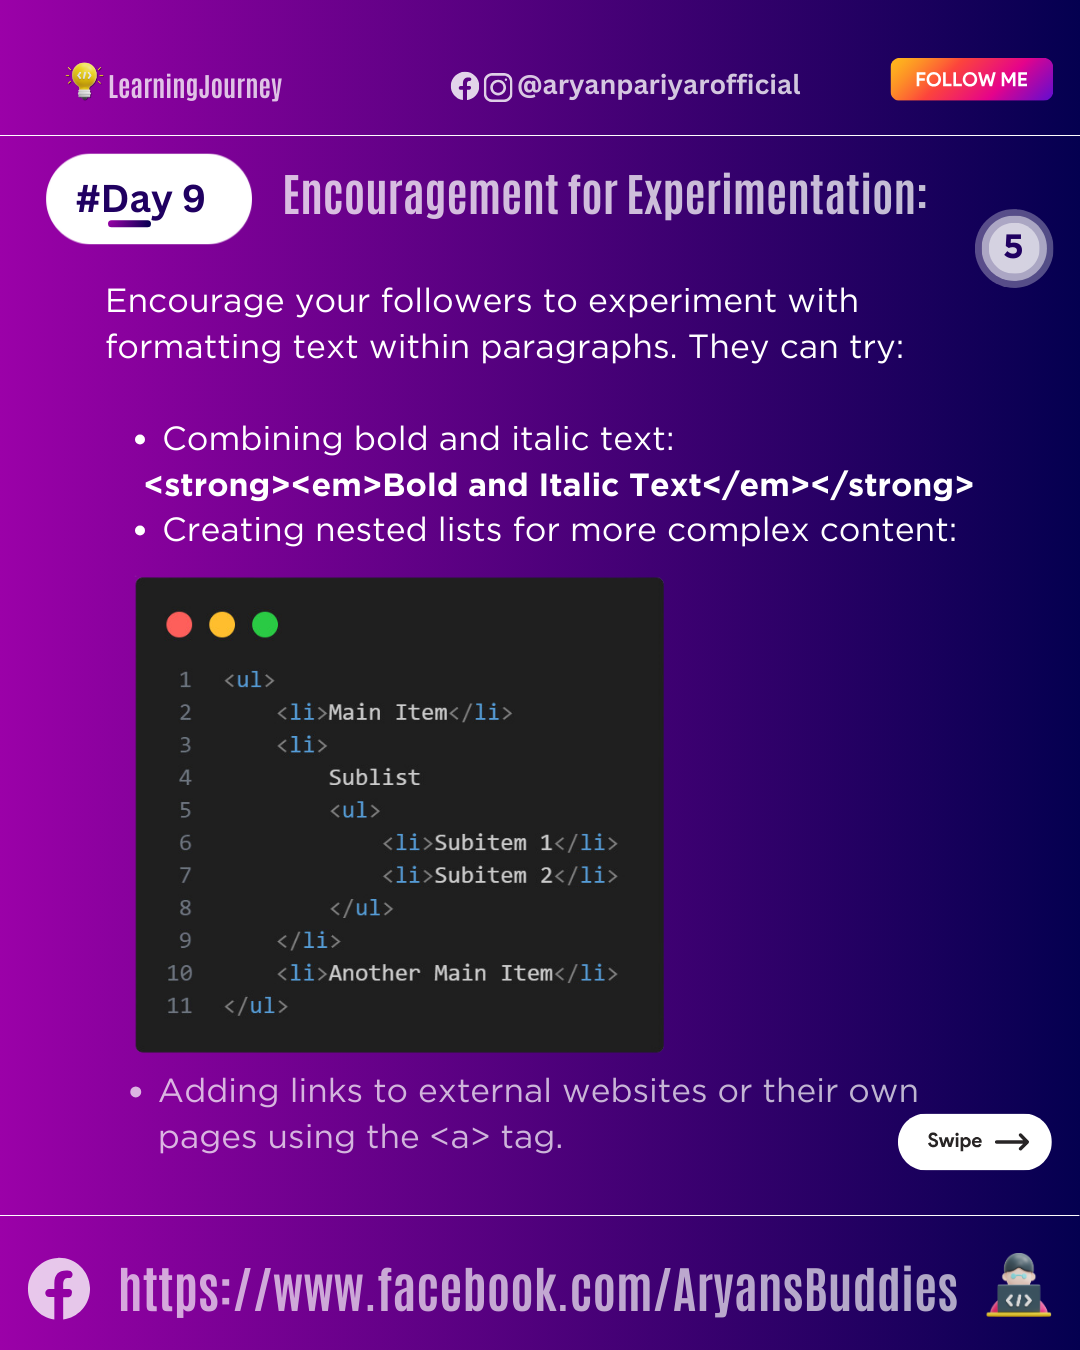 LearningJourney
@aryanpariyarofficial
FOLLOW ME
#Day 9
Encouragement for Experimentation:
5
Encourage your followers to experiment with
formatting text within paragraphs. They can try:
• Combining bold and italic text:
<strong><em>Bold and Italic Text</em></strong>
• Creating nested lists for more complex content:
1 <ul>
2     <li>Main Item</li>
3     <li>
4         Sublist
5         <ul>
6             <li>Subitem 1</li>
7             <li>Subitem 2</li>
8         </ul>
9     </li>
10     <li>Another Main Item</li>
11 </ul>
• Adding links to external websites or their own
pages using the <a> tag.
Swipe
https://www.facebook.com/AryansBuddies